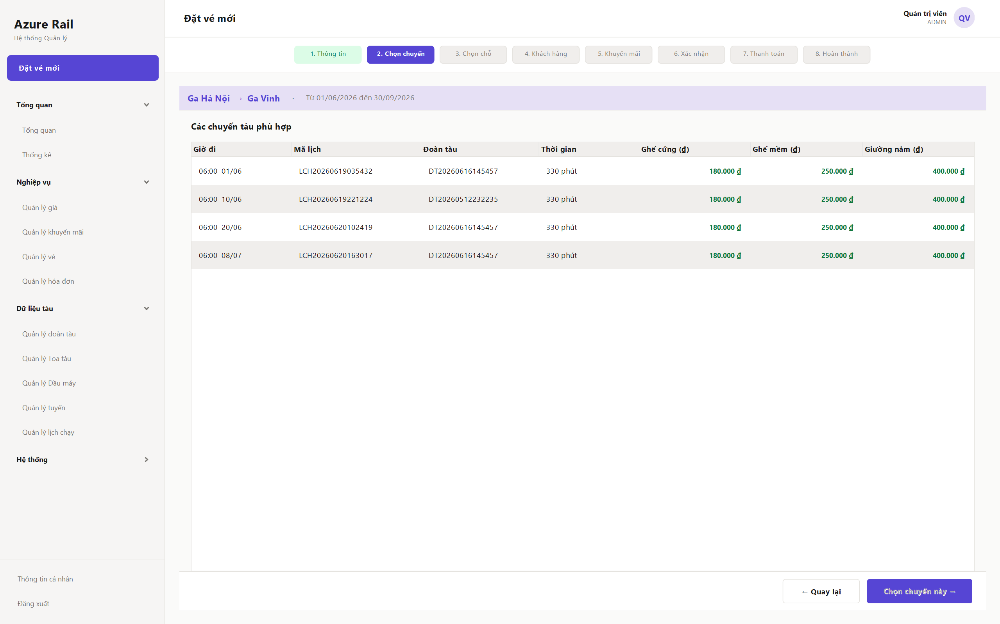 Azure Rail
Hệ thống Quản lý
Đặt vé mới
Tổng quan
Tổng quan
Thống kê
Nghiệp vụ
Quản lý giá
Quản lý khuyến mãi
Quản lý vé
Quản lý hóa đơn
Dữ liệu tàu
Quản lý đoàn tàu
Quản lý Toa tàu
Quản lý Đầu máy
Quản lý tuyến
Quản lý lịch chạy
Hệ thống
Thông tin cá nhân
Đăng xuất
Đặt vé mới
Quản trị viên
ADMIN
QV
1. Thông tin 2. Chọn chuyến 3. Chọn chỗ 4. Khách hàng 5. Khuyến mãi 6. Xác nhận 7. Thanh toán 8. Hoàn thành
Ga Hà Nội → Ga Vinh · Từ 01/06/2026 đến 30/09/2026
Các chuyến tàu phù hợp
Giờ đi Mã lịch Đoàn tàu Thời gian Ghế cứng (₫) Ghế mềm (₫) Giường nằm (₫)
06:00 01/06 LCH20260619035432 DT20260616145457 330 phút 180.000 ₫ 250.000 ₫ 400.000 ₫
06:00 10/06 LCH20260619221224 DT20260512232235 330 phút 180.000 ₫ 250.000 ₫ 400.000 ₫
06:00 20/06 LCH20260620102419 DT20260616145457 330 phút 180.000 ₫ 250.000 ₫ 400.000 ₫
06:00 08/07 LCH20260620163017 DT20260616145457 330 phút 180.000 ₫ 250.000 ₫ 400.000 ₫
← Quay lại Chọn chuyến này →